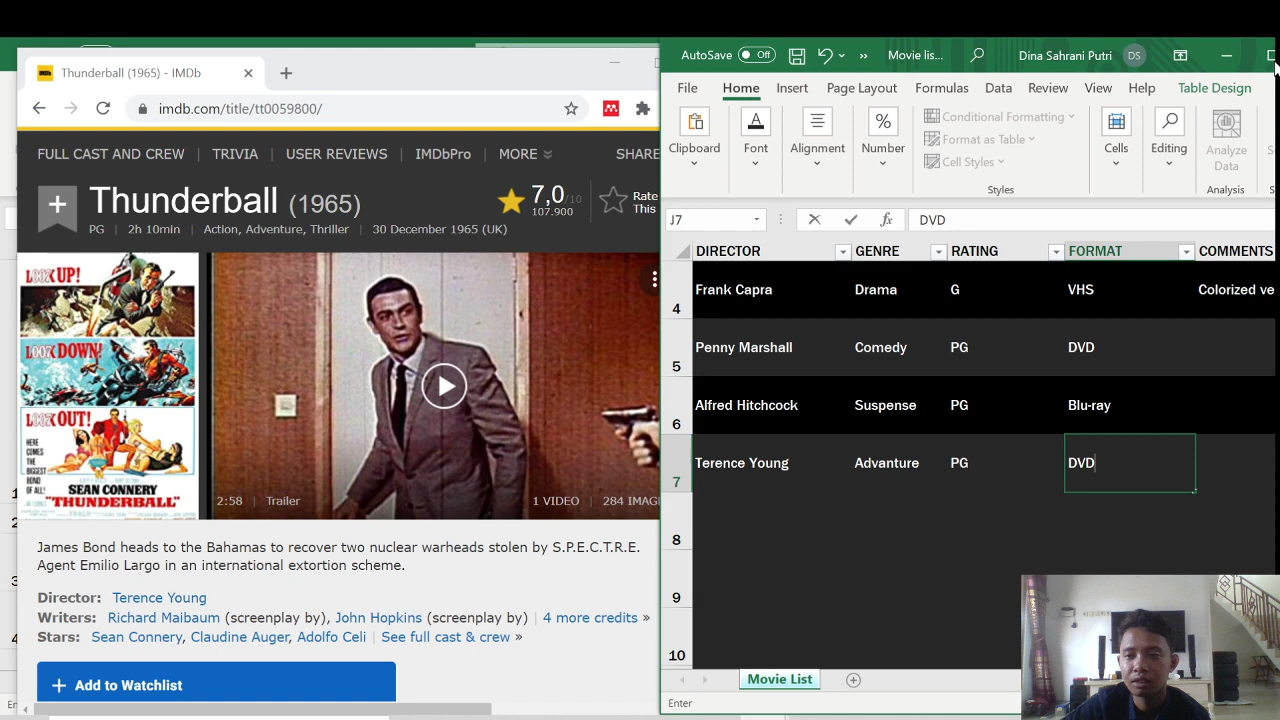 Thunderball (1965) - IMDb
imdb.com/title/tt0059800/
FULL CAST AND CREW | TRIVIA | USER REVIEWS | IMDbPro | MORE SHARE
Thunderball (1965)
7,0/10
107.900
Rate
This
PG | 2h 10min | Action, Adventure, Thriller | 30 December 1965 (UK)
LOOK UP!
LOOK DOWN!
LOOK OUT!
HERE
COMES
THE
BIGGEST
BOND
OF ALL!
SEAN CONNERY
"THUNDERBALL"
2:58 | Trailer
1 VIDEO | 284 IMAG
James Bond heads to the Bahamas to recover two nuclear warheads stolen by S.P.E.C.T.R.E.
Agent Emilio Largo in an international extortion scheme.
Director: Terence Young
Writers: Richard Maibaum (screenplay by), John Hopkins (screenplay by) | 4 more credits »
Stars: Sean Connery, Claudine Auger, Adolfo Celi | See full cast & crew »
+ Add to Watchlist
AutoSave Off » Movie lis... Dina Sahrani Putri DS
File Home Insert Page Layout Formulas Data Review View Help Table Design
Clipboard
Font
Alignment
%
Number
Conditional Formatting
Format as Table
Cell Styles
Styles
Cells
Editing
Analyze
Data
Analysis
J7 fx DVD
DIRECTOR GENRE RATING FORMAT COMMENTS
4 Frank Capra Drama G VHS Colorized ve
5 Penny Marshall Comedy PG DVD
6 Alfred Hitchcock Suspense PG Blu-ray
7 Terence Young Advanture PG DVD
8
9
10
Movie List
Enter